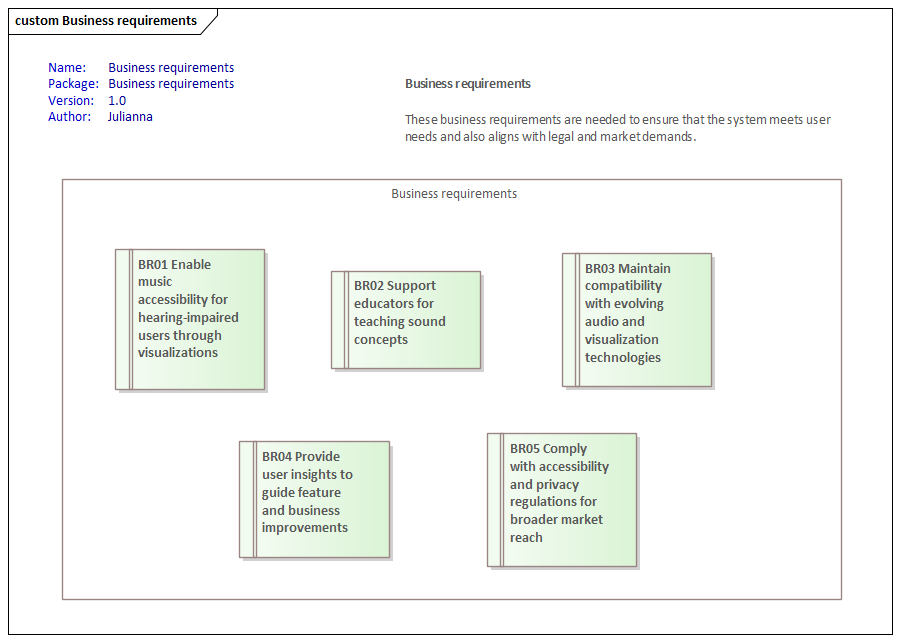 custom Business requirements
Name: Business requirements
Package: Business requirements
Version: 1.0
Author: Julianna
Business requirements
These business requirements are needed to ensure that the system meets user
needs and also aligns with legal and market demands.
Business requirements
BR01 Enable
music
accessibility for
hearing-impaired
users through
visualizations
BR02 Support
educators for
teaching sound
concepts
BR03 Maintain
compatibility
with evolving
audio and
visualization
technologies
BR04 Provide
user insights to
guide feature
and business
improvements
BR05 Comply
with accessibility
and privacy
regulations for
broader market
reach